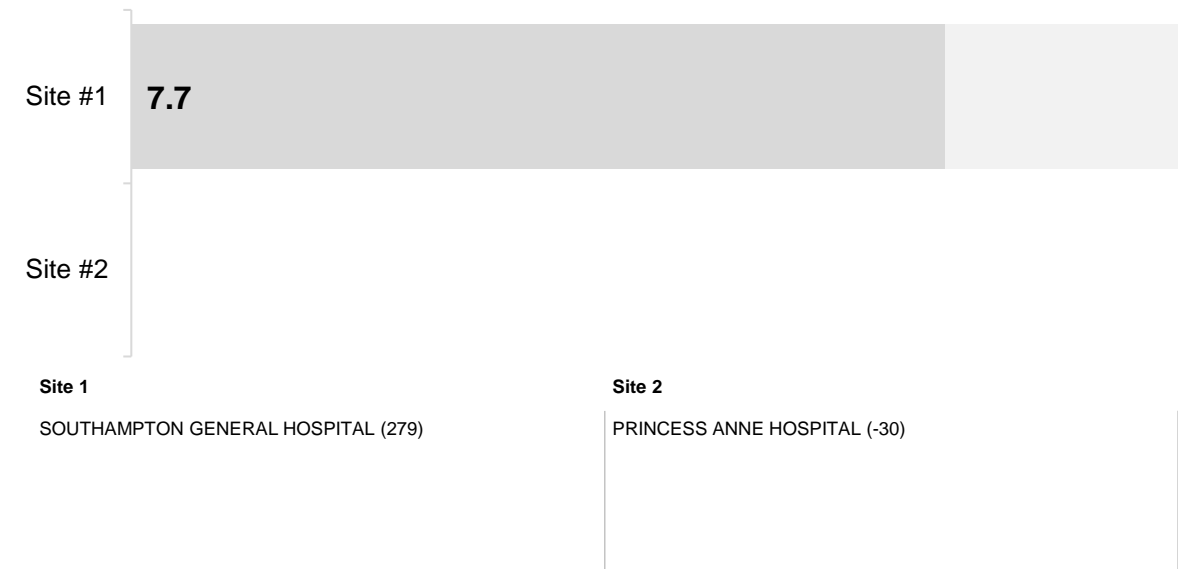 Site #1
7.7
Site #2
Site 1
Site 2
SOUTHAMPTON GENERAL HOSPITAL (279)
PRINCESS ANNE HOSPITAL (-30)